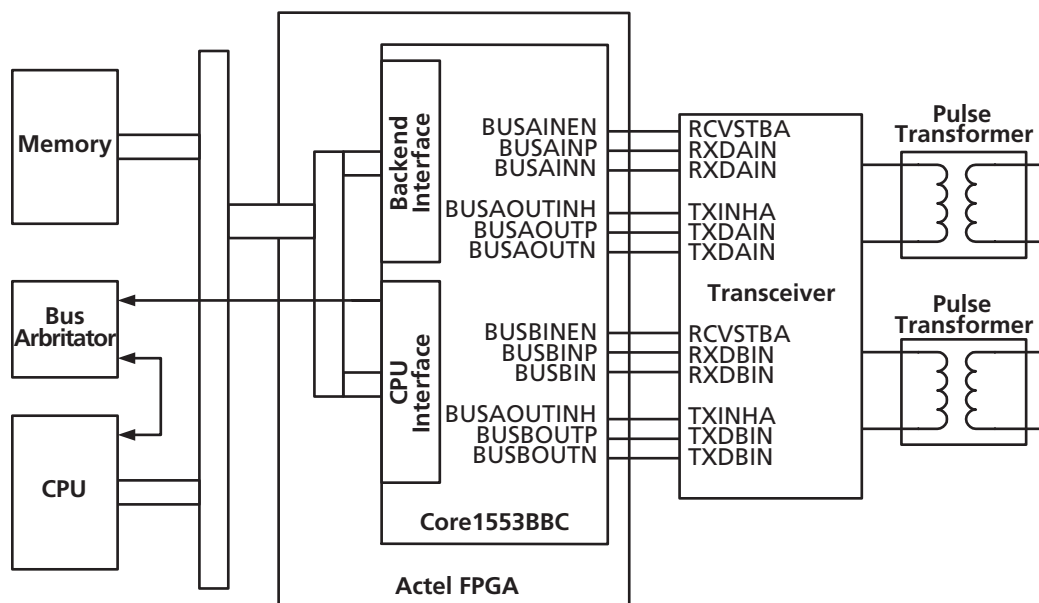 Memory
Bus
Arbritator
CPU
Backend
Interface
CPU
Interface
BUSAINEN
BUSAINP
BUSAINN
BUSAOUTINH
BUSAOUTP
BUSAOUTN
BUSBINEN
BUSBINP
BUSBIN
BUSAOUTINH
BUSBOUTP
BUSBOUTN
Core1553BBC
Actel FPGA
RCVSTBA
RXDAIN
RXDAIN
TXINHA
TXDAIN
TXDAIN
Transceiver
RCVSTBA
RXDBIN
RXDBIN
TXINHA
TXDBIN
TXDBIN
Pulse
Transformer
Pulse
Transformer